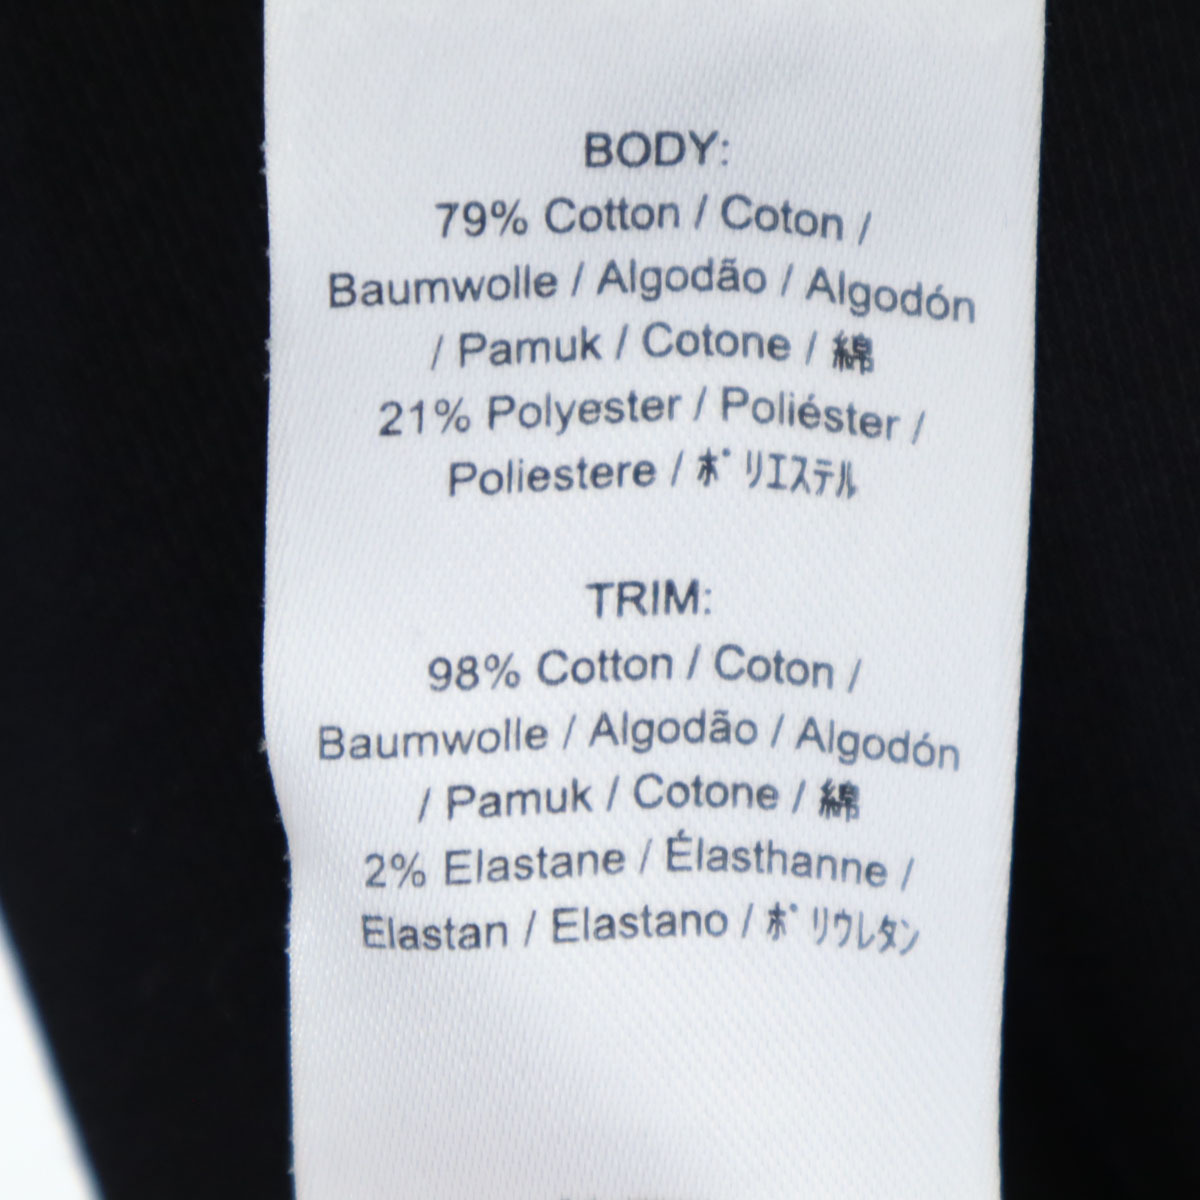 BODY:
79% Cotton / Coton /
Baumwolle / Algodão / Algodón
/ Pamuk / Cotone / 綿
21% Polyester / Poliéster /
Poliestere / ポリエステル
TRIM:
98% Cotton / Coton /
Baumwolle / Algodão / Algodón
/ Pamuk / Cotone / 綿
2% Elastane / Élasthanne /
Elastan / Elastano / ポリウレタン